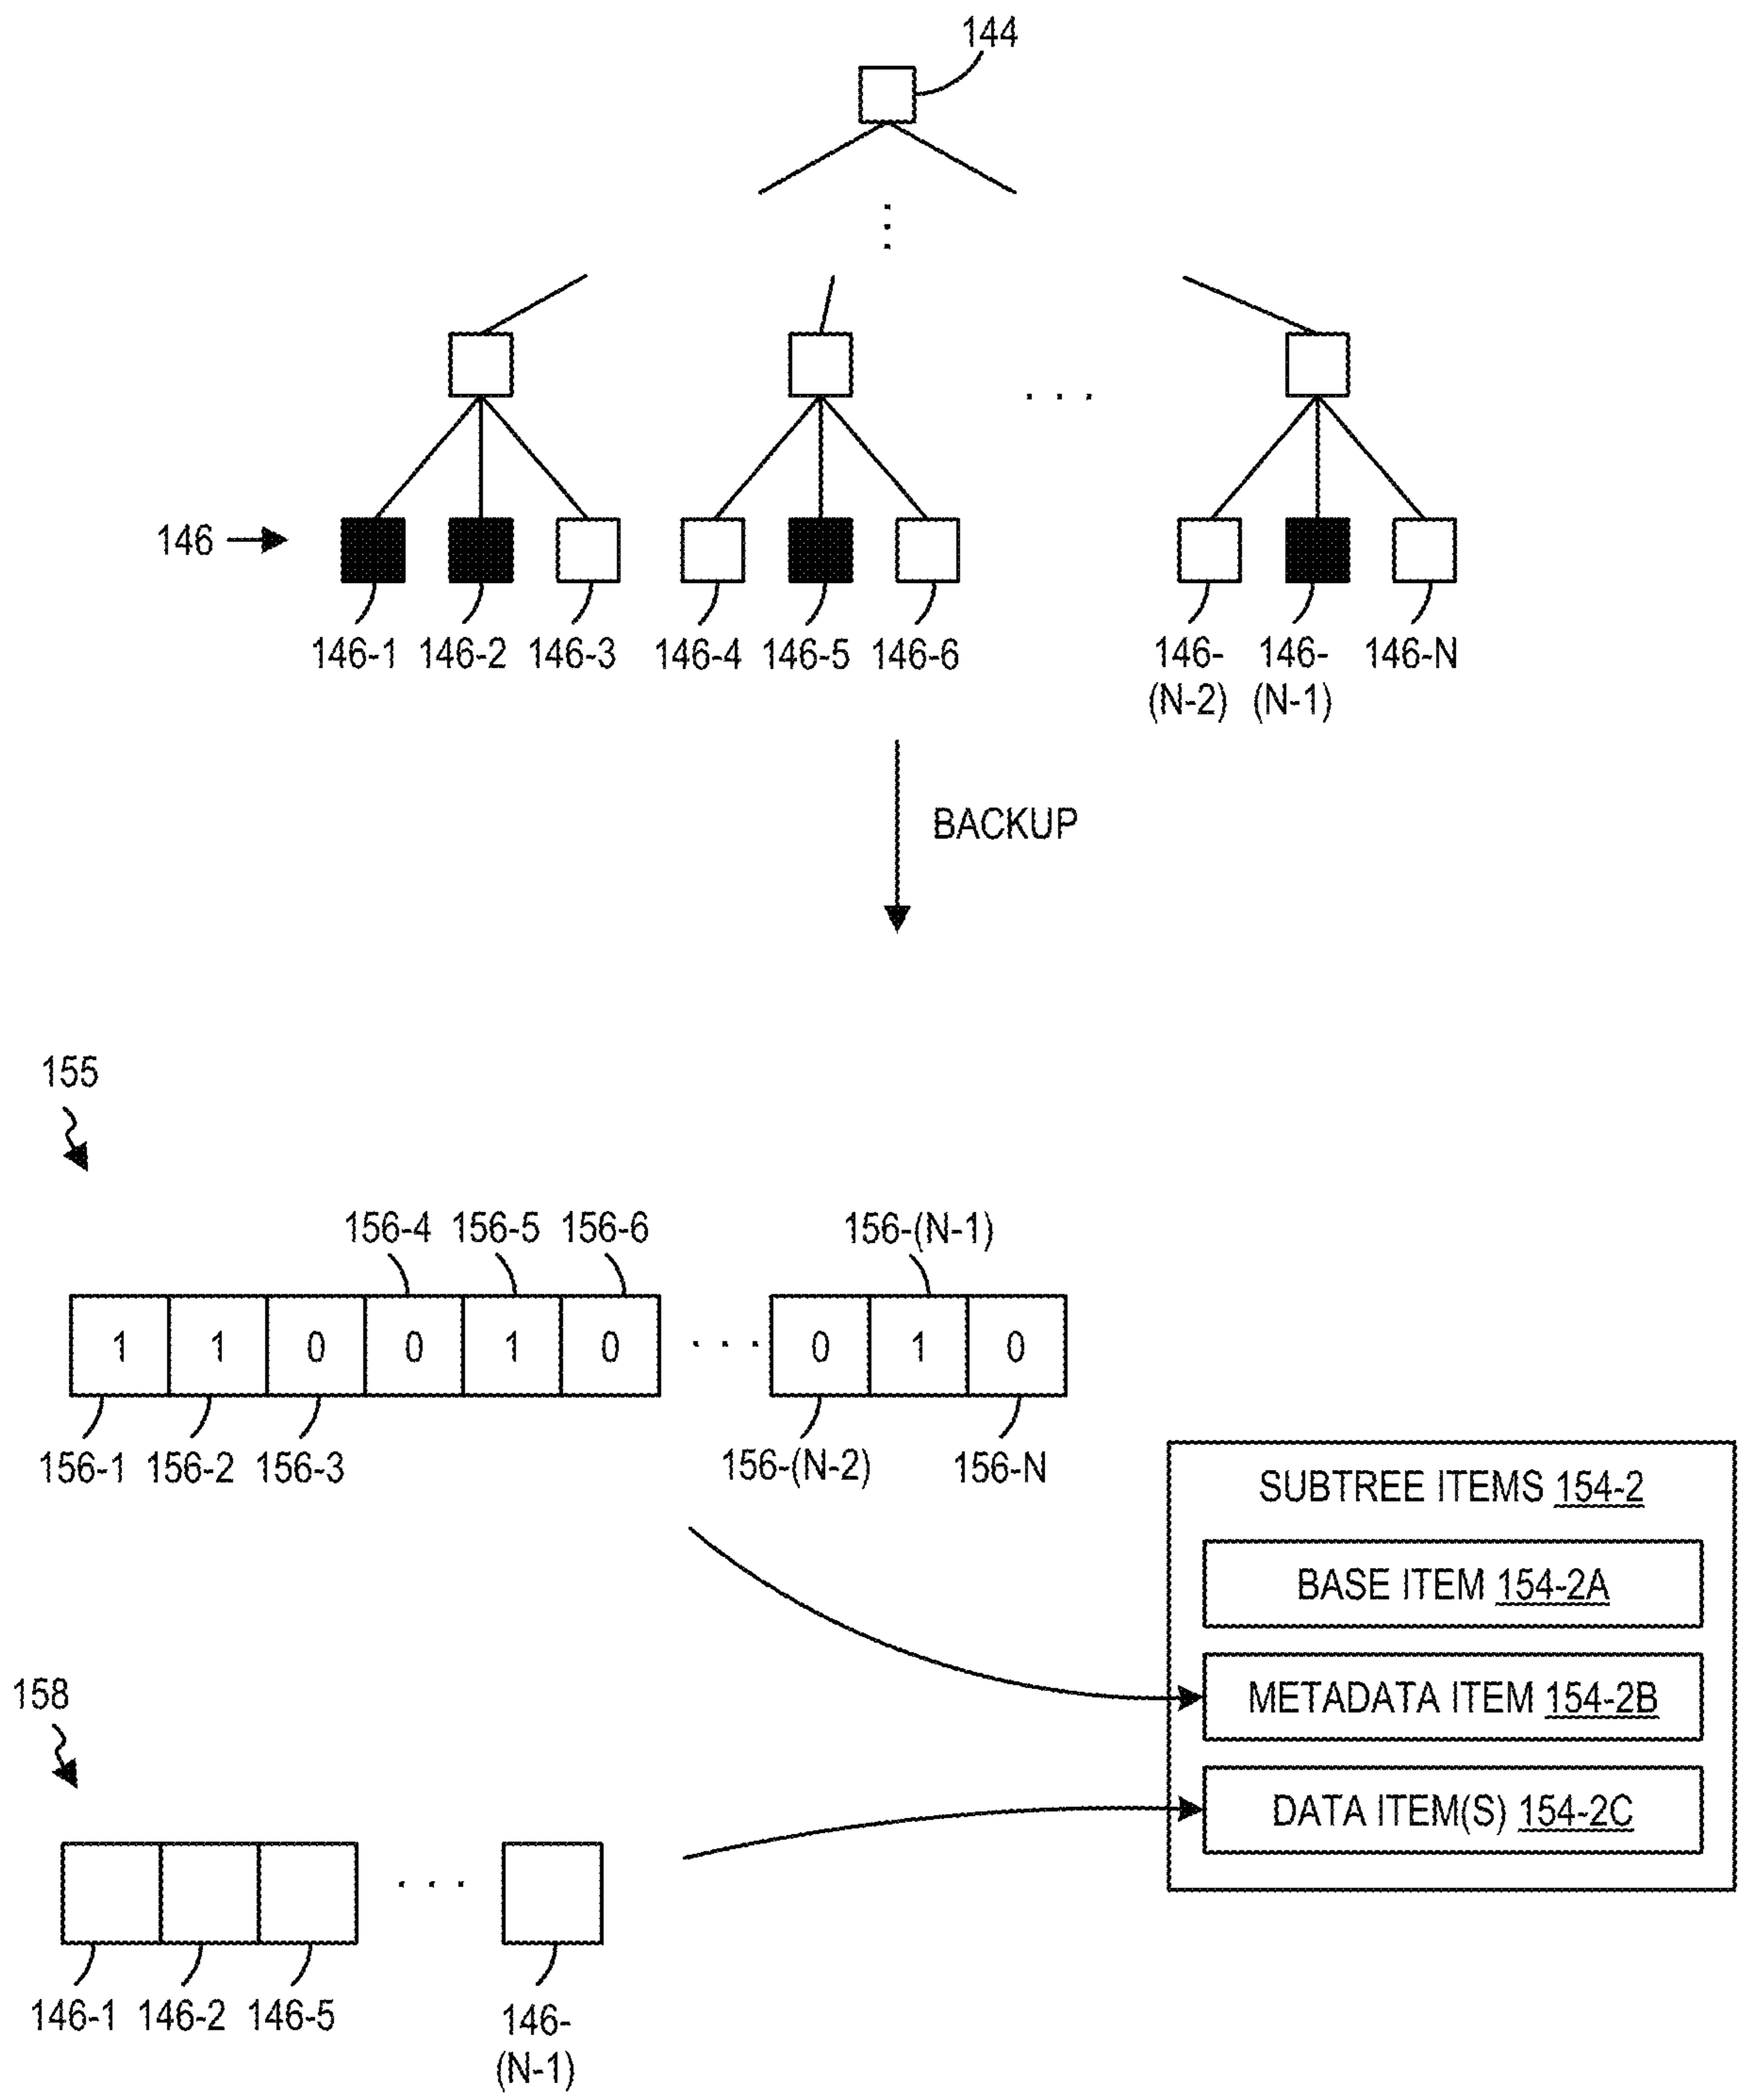 144
146
146-1 146-2 146-3 146-4 146-5 146-6 146-(N-2) 146-(N-1) 146-N
BACKUP
155
156-4 156-5 156-6 156-(N-1)
1 1 0 0 1 0 . . . 0 1 0
156-1 156-2 156-3 156-(N-2) 156-N
SUBTREE ITEMS 154-2
BASE ITEM 154-2A
METADATA ITEM 154-2B
DATA ITEM(S) 154-2C
158
146-1 146-2 146-5 146-(N-1)